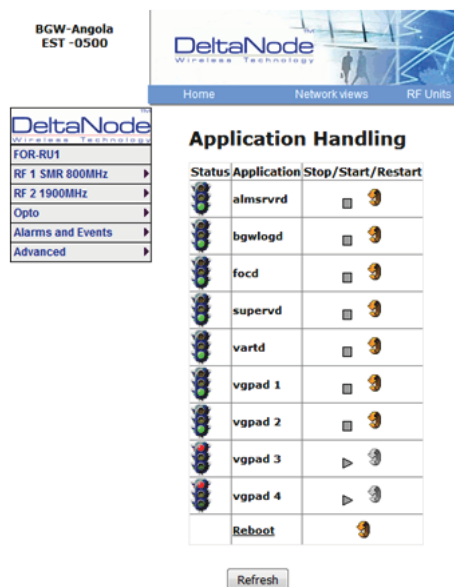 BGW-Angola
EST -0500
DeltaNode
Wireless Technology
Home Network views RF Units
DeltaNode
Wireless Technology
FOR-RU1
RF 1 SMR 800MHz
RF 2 1900MHz
Opto
Alarms and Events
Advanced
Application Handling
Status Application Stop/Start/Restart
almsrvrd
bgwlogd
focd
supervd
vartd
vgpad 1
vgpad 2
vgpad 3
vgpad 4
Reboot
Refresh